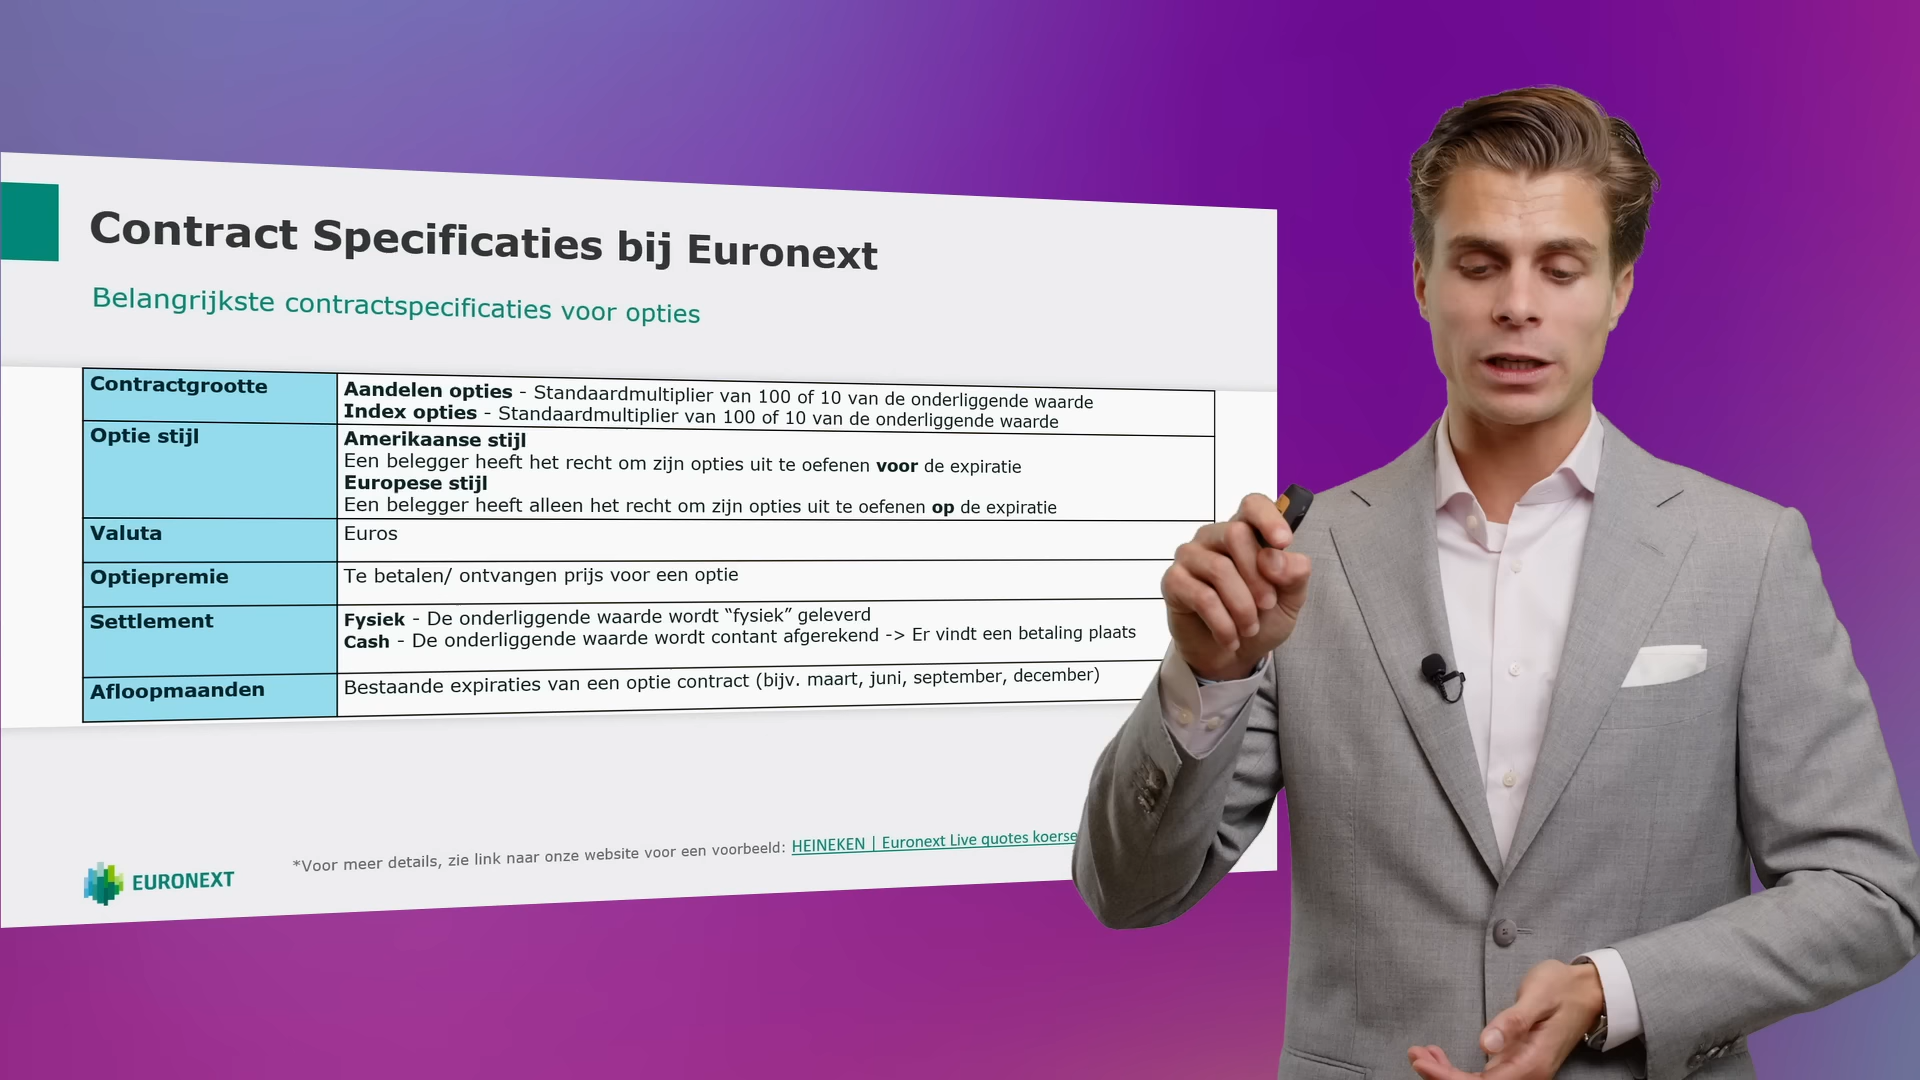 Contract Specificaties bij Euronext
Belangrijkste contractspecificaties voor opties
Contractgrootte
Aandelen opties - Standaardmultiplier van 100 of 10 van de onderliggende waarde
Index opties - Standaardmultiplier van 100 of 10 van de onderliggende waarde
Optie stijl
Amerikaanse stijl
Een belegger heeft het recht om zijn opties uit te oefenen voor de expiratie
Europese stijl
Een belegger heeft alleen het recht om zijn opties uit te oefenen op de expiratie
Valuta
Euros
Optiepremie
Te betalen/ ontvangen prijs voor een optie
Settlement
Fysiek - De onderliggende waarde wordt “fysiek” geleverd
Cash - De onderliggende waarde wordt contant afgerekend -> Er vindt een betaling plaats
Afloopmaanden
Bestaande expiraties van een optie contract (bijv. maart, juni, september, december)
*Voor meer details, zie link naar onze website voor een voorbeeld: HEINEKEN | Euronext Live quotes
EURONEXT